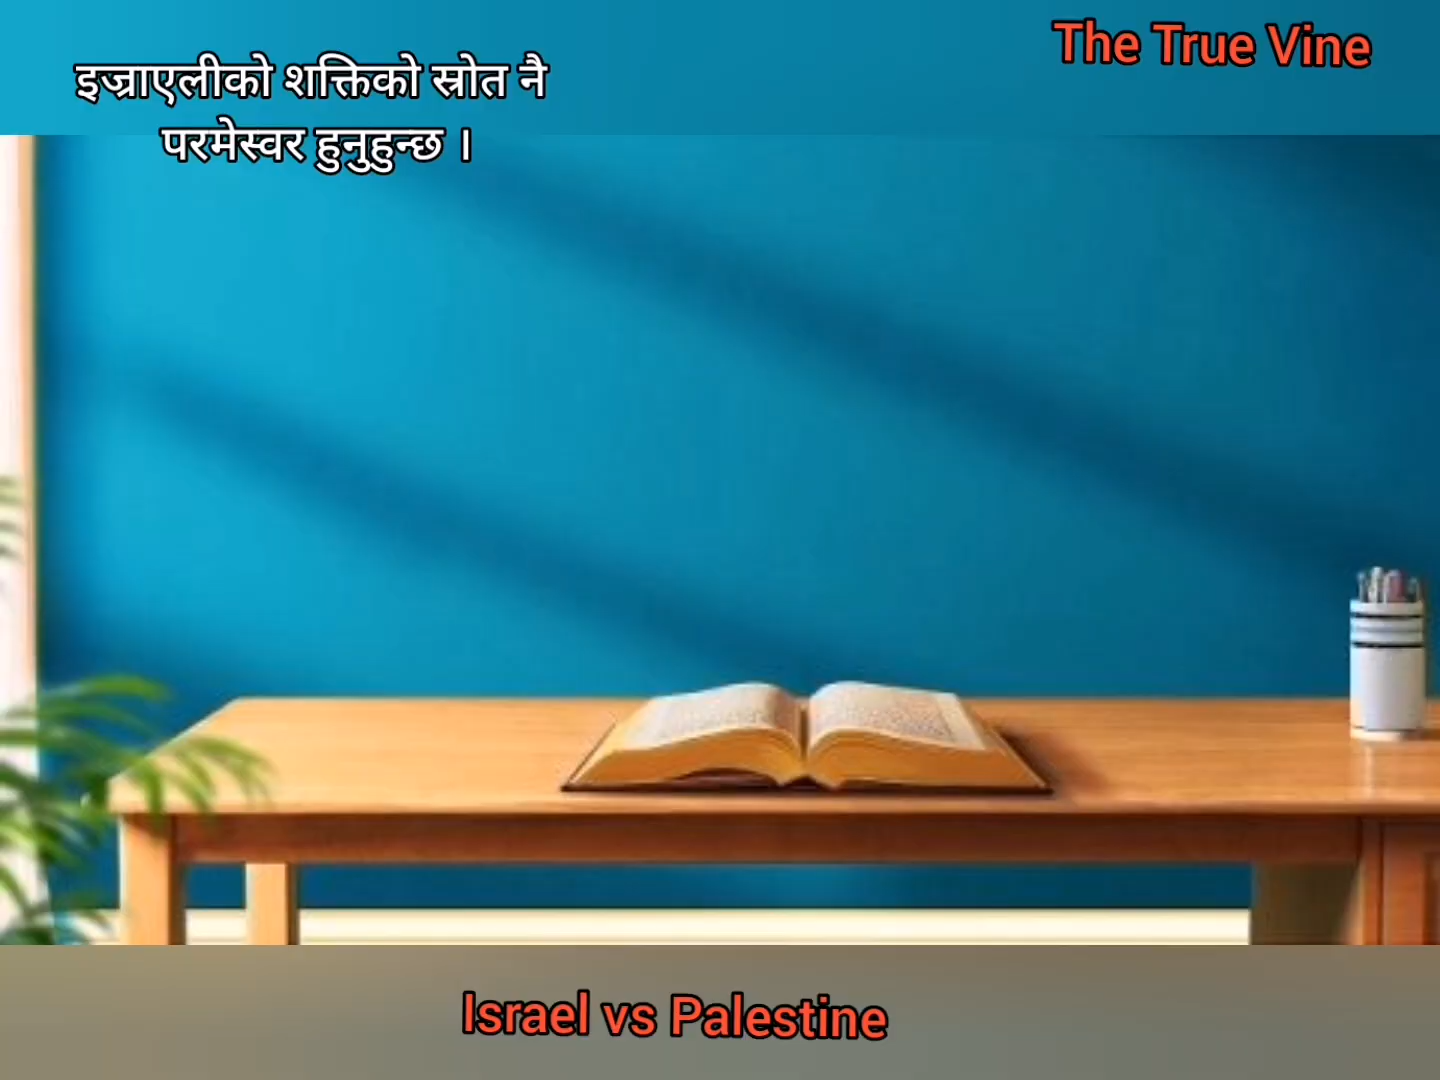 The True Vine
इज्राएलीको शक्तिको स्रोत नै
परमेस्वर हुनुहुन्छ ।
Israel vs Palestine